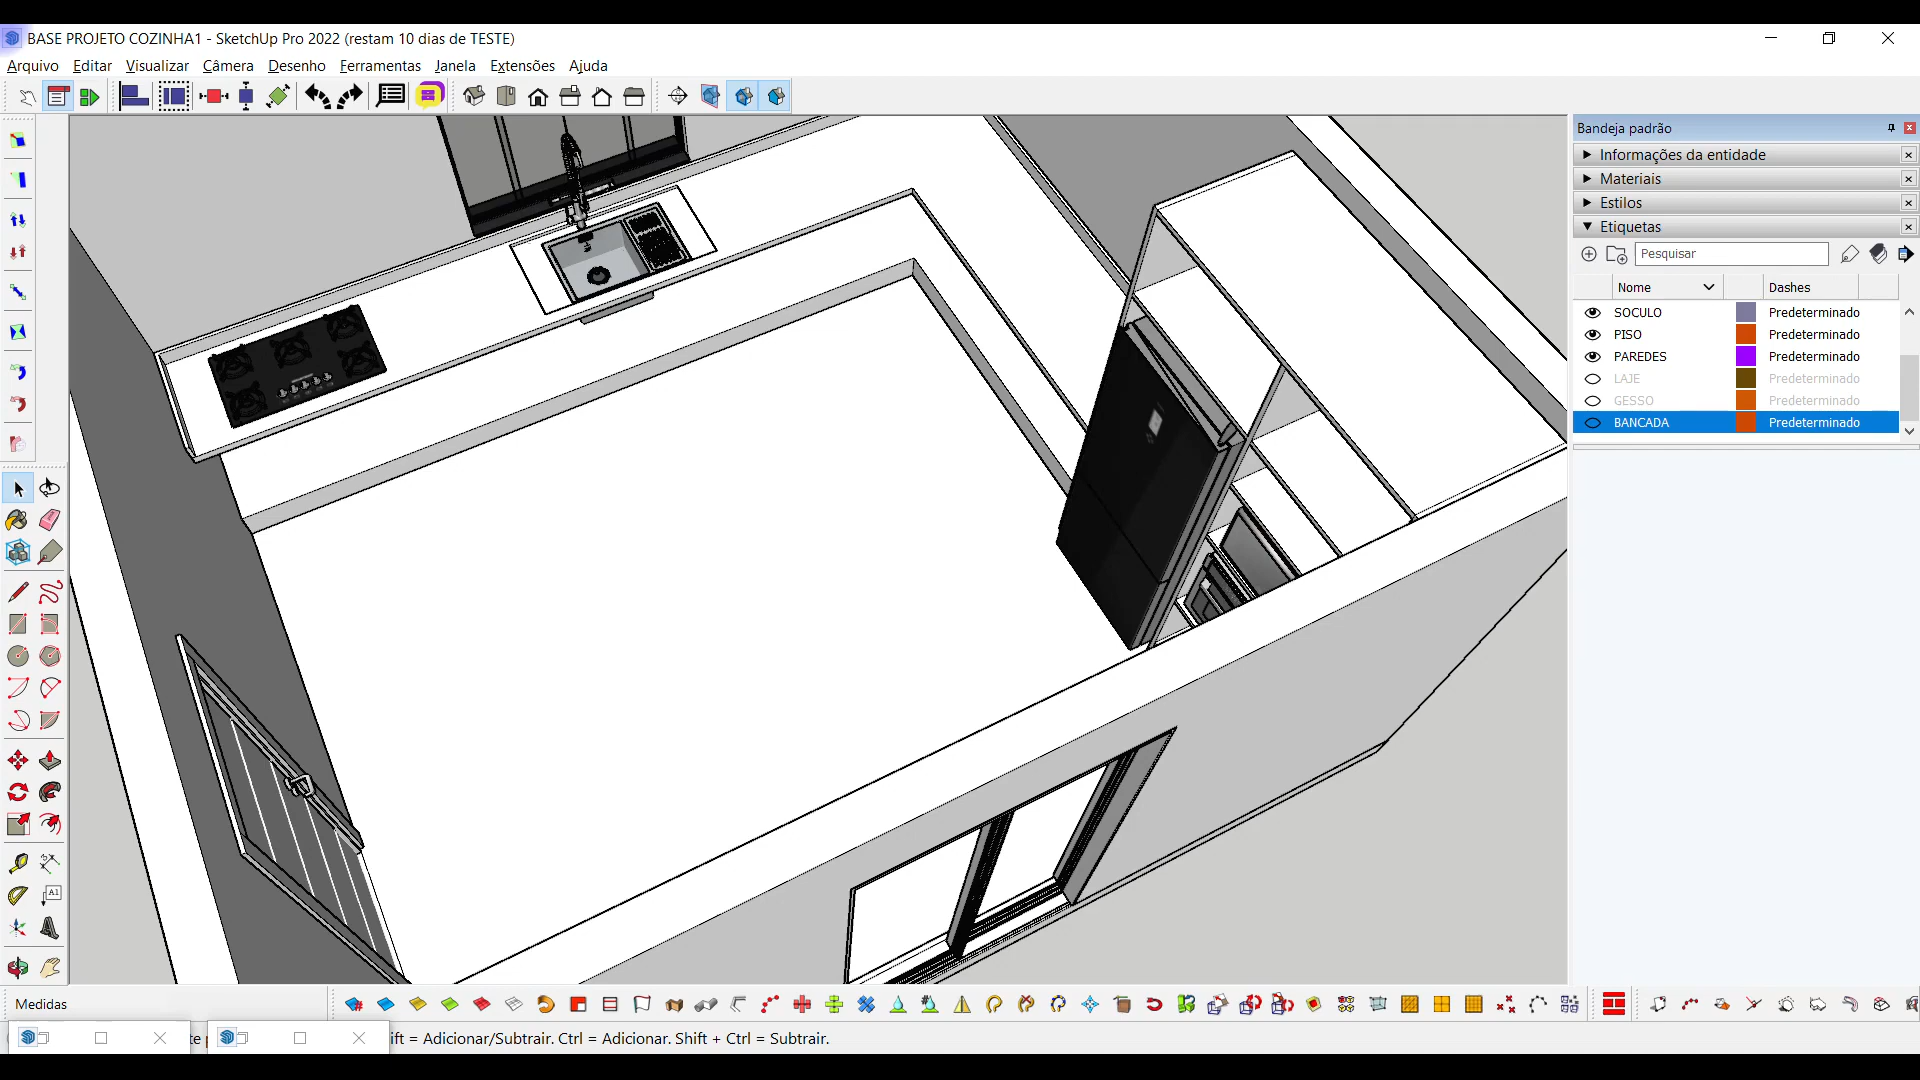 BASE PROJETO COZINHA1 - SketchUp Pro 2022 (restam 10 dias de TESTE)
Arquivo Editar Visualizar Câmera Desenho Ferramentas Janela Extensões Ajuda
Bandeja padrão
Informações da entidade
Materiais
Estilos
Etiquetas
Pesquisar
Nome Dashes
SOCULO Predeterminado
PISO Predeterminado
PAREDES Predeterminado
LAJE Predeterminado
GESSO Predeterminado
BANCADA Predeterminado
A1
Medidas
te p
ift = Adicionar/Subtrair. Ctrl = Adicionar. Shift + Ctrl = Subtrair.